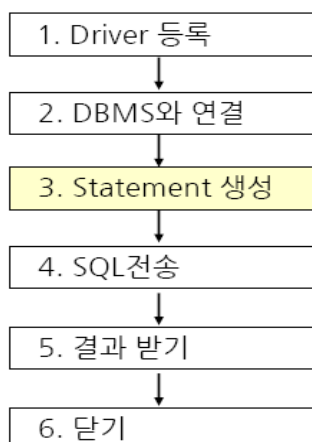 1. Driver 등록
2. DBMS와 연결
3. Statement 생성
4. SQL전송
5. 결과 받기
6. 닫기